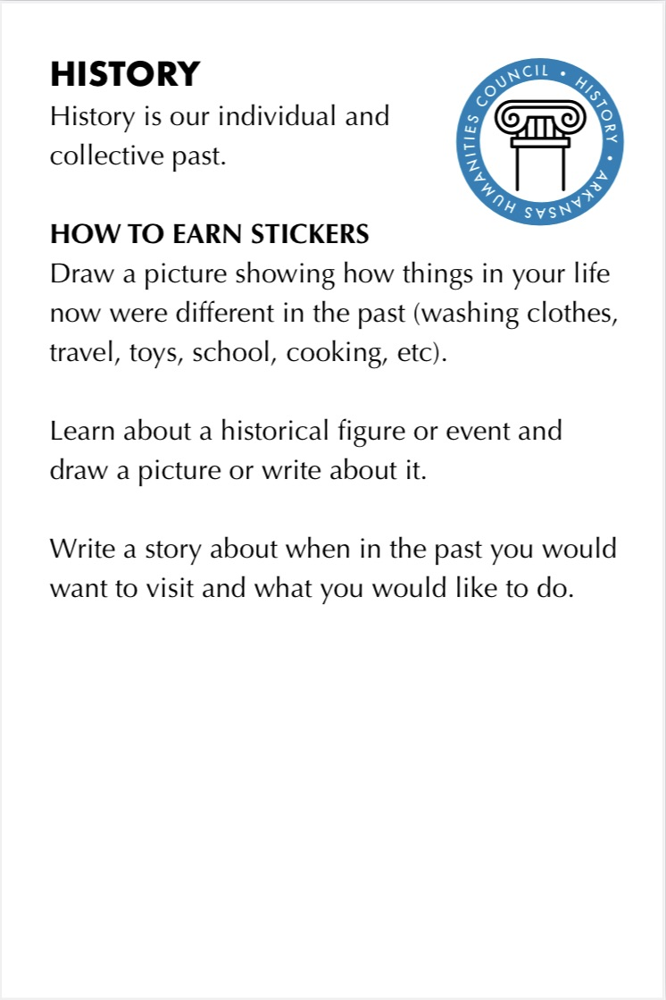 HISTORY
History is our individual and
collective past.
HUMANITIES COUNCIL • HISTORY • ARKANSAS
HOW TO EARN STICKERS
Draw a picture showing how things in your life
now were different in the past (washing clothes,
travel, toys, school, cooking, etc).
Learn about a historical figure or event and
draw a picture or write about it.
Write a story about when in the past you would
want to visit and what you would like to do.